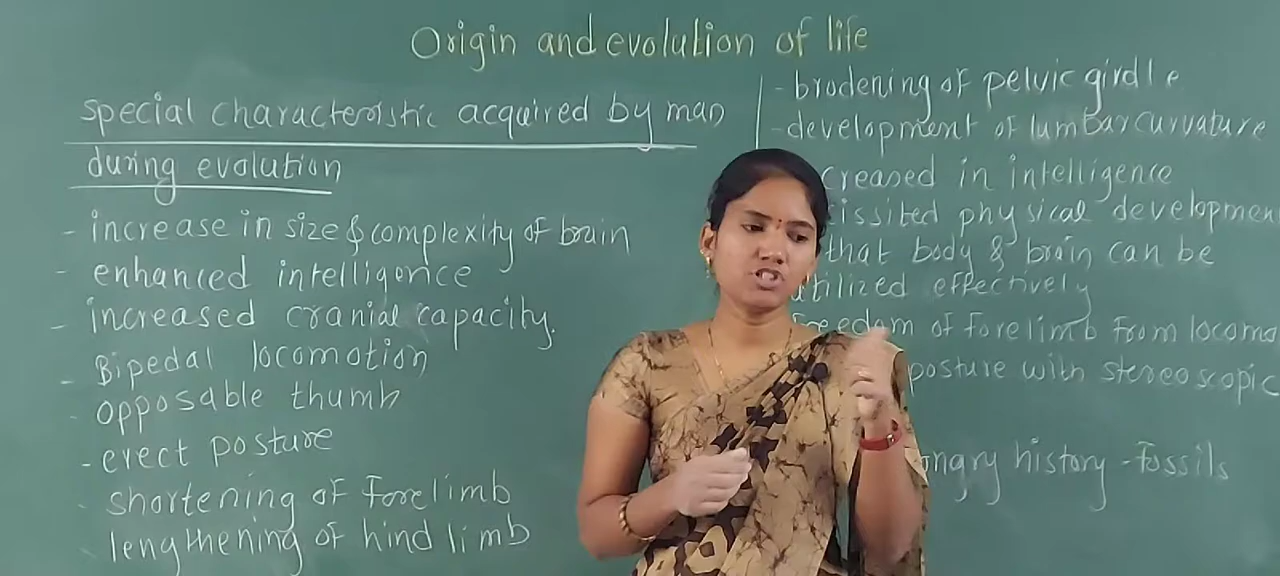 Origin and evolution of life
special characteristic acquired by man
during evolution
- increase in size & complexity of brain
- enhanced intelligence
- increased cranial capacity.
- Bipedal locomotion
- opposable thumb
- erect posture
- shortening of forelimb
- lengthening of hind limb
- brodening of pelvic girdle
- development of lumbar curvature
creased in intelligence
issited physical developmen
that body & brain can be
utilized effectively
freedom of forelimb from locomo
posture with stereoscopic
ongry history - fossils